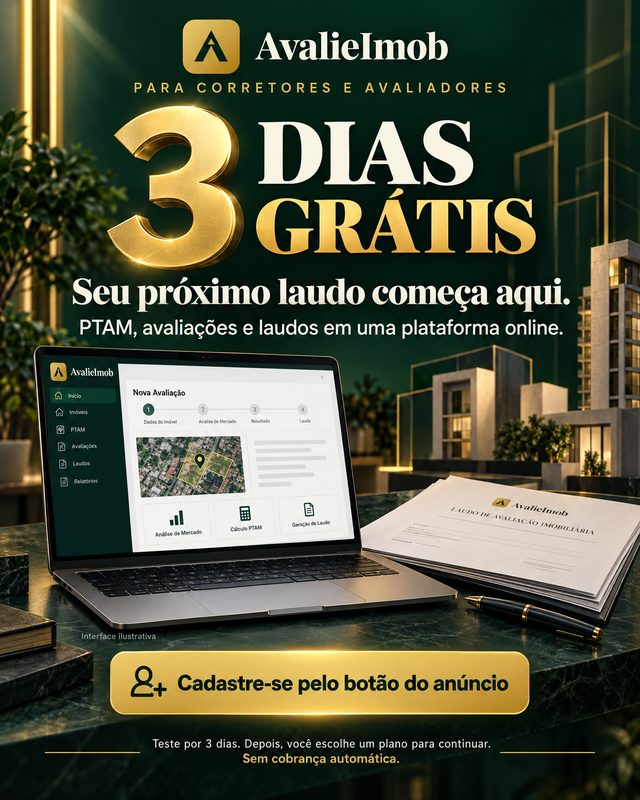 AvalieImob
PARA CORRETORES E AVALIADORES
3 DIAS
GRÁTIS
Seu próximo laudo começa aqui.
PTAM, avaliações e laudos em uma plataforma online.
AvalieImob
Início
Imóveis
PTAM
Avaliações
Laudos
Relatórios
Nova Avaliação
1 2 3 4
Dados do Imóvel Análise de Mercado Resultado Laudo
Análise de Mercado Cálculo PTAM Geração de Laudo
AvalieImob
LAUDO DE AVALIAÇÃO IMOBILIÁRIA
Interface ilustrativa
Cadastre-se pelo botão do anúncio
Teste por 3 dias. Depois, você escolhe um plano para continuar.
Sem cobrança automática.